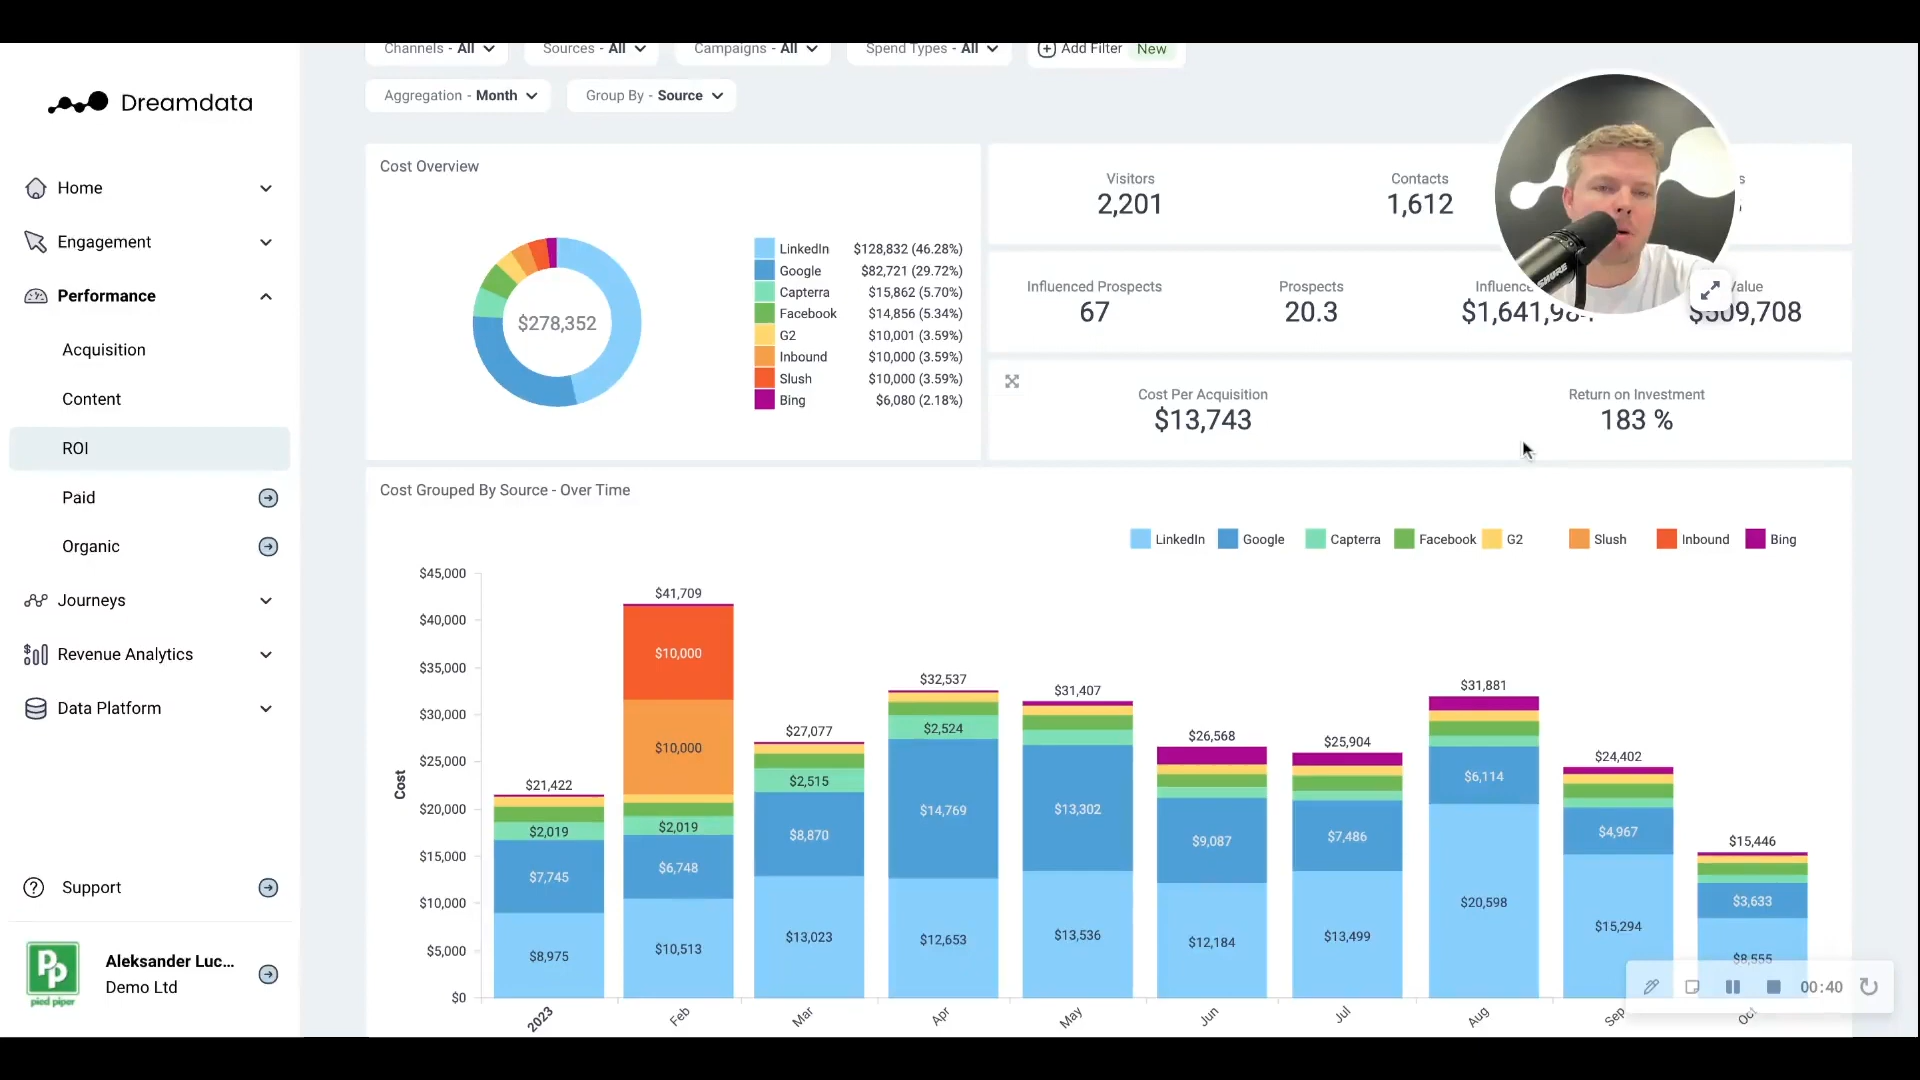 Channels - All
Sources - All
Campaigns - All
Spend Types - All
Add Filter New
Aggregation - Month
Group By - Source
Dreamdata
Home
Engagement
Performance
Acquisition
Content
ROI
Paid
Organic
Journeys
Revenue Analytics
Data Platform
Support
Pp
pied piper
Aleksander Luc...
Demo Ltd
Cost Overview
$278,352
LinkedIn $128,832 (46.28%)
Google $82,721 (29.72%)
Capterra $15,862 (5.70%)
Facebook $14,856 (5.34%)
G2 $10,001 (3.59%)
Inbound $10,000 (3.59%)
Slush $10,000 (3.59%)
Bing $6,080 (2.18%)
Visitors
2,201
Contacts
1,612
SHURE
Influenced Prospects
67
Prospects
20.3
Cost Per Acquisition
$13,743
Return on Investment
183 %
Cost Grouped By Source - Over Time
LinkedIn Google Capterra Facebook G2 Slush Inbound Bing
Cost
$45,000
$40,000
$35,000
$30,000
$25,000
$20,000
$15,000
$10,000
$5,000
$0
$21,422
$2,019
$7,745
$8,975
$41,709
$10,000
$10,000
$2,019
$6,748
$10,513
$27,077
$2,515
$8,870
$13,023
$32,537
$2,524
$14,769
$12,653
$31,407
$13,302
$13,536
$26,568
$9,087
$12,184
$25,904
$7,486
$13,499
$31,881
$6,114
$20,598
$24,402
$4,967
$15,294
$15,446
$3,633
$8,555
2023 Feb Mar Apr May Jun Jul Aug Sep Oct
00:40